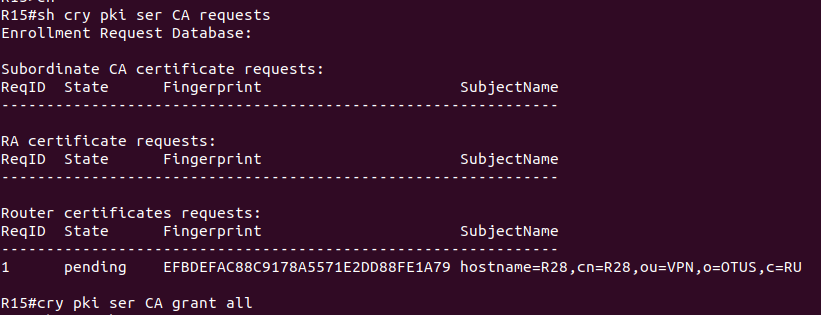 R15#sh cry pki ser CA requests
Enrollment Request Database:

Subordinate CA certificate requests:
ReqID  State      Fingerprint                      SubjectName
--------------------------------------------------------------

RA certificate requests:
ReqID  State      Fingerprint                      SubjectName
--------------------------------------------------------------

Router certificates requests:
ReqID  State      Fingerprint                      SubjectName
--------------------------------------------------------------
1      pending    EFBDEFAC88C9178A5571E2DD88FE1A79 hostname=R28,cn=R28,ou=VPN,o=OTUS,c=RU

R15#cry pki ser CA grant all